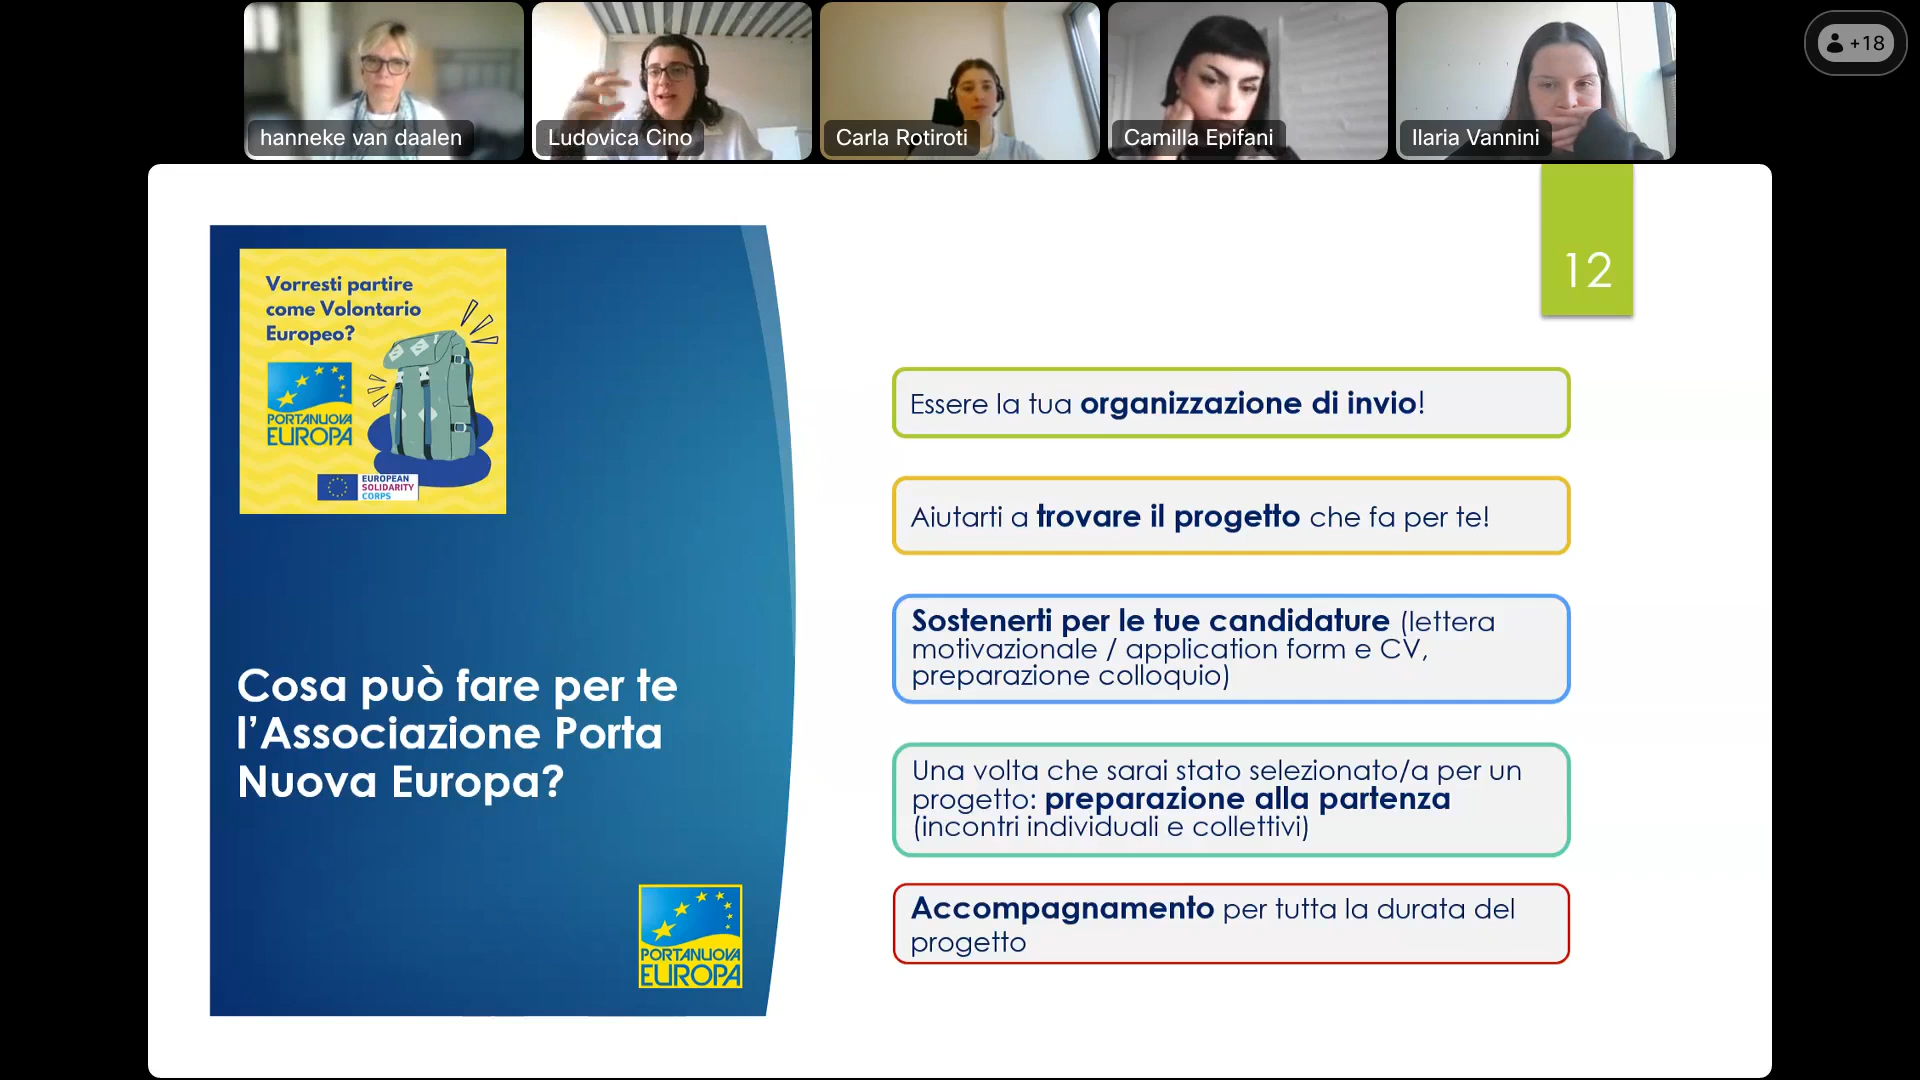 hanneke van daalen
Ludovica Cino
Carla Rotiroti
Camilla Epifani
Ilaria Vannini
+18
12
Vorresti partire
come Volontario
Europeo?
PORTANUOVA
EUROPA
EUROPEAN
SOLIDARITY
CORPS
Cosa può fare per te
l’Associazione Porta
Nuova Europa?
PORTANUOVA
EUROPA
Essere la tua organizzazione di invio!
Aiutarti a trovare il progetto che fa per te!
Sostenerti per le tue candidature (lettera
motivazionale / application form e CV,
preparazione colloquio)
Una volta che sarai stato selezionato/a per un
progetto: preparazione alla partenza
(incontri individuali e collettivi)
Accompagnamento per tutta la durata del
progetto